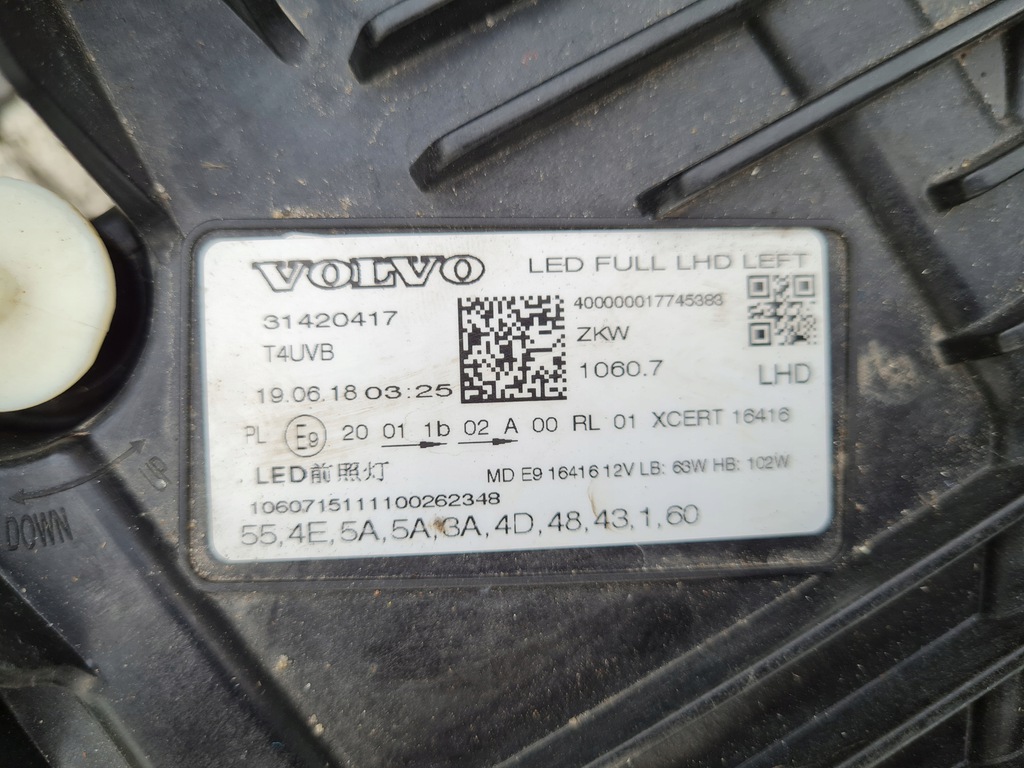 VOLVO LED FULL LHD LEFT
31420417 400000017745383
T4UVB ZKW
19.06.18 03:25 1060.7 LHD
PL E9 20 01 1b 02 A 00 RL 01 XCERT 16416
LED前照灯 MD E9 16416 12V LB: 63W HB: 102W
1060715111100262348
55,4E,5A,5A,3A,4D,48,43,1,60
UP
DOWN